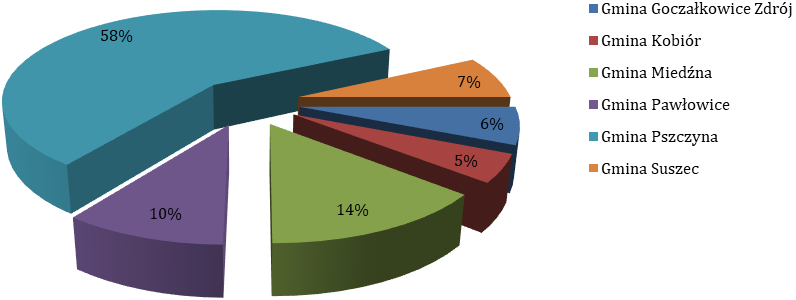 58%
7%
6%
5%
14%
10%
Gmina Goczałkowice Zdrój
Gmina Kobiór
Gmina Miedźna
Gmina Pawłowice
Gmina Pszczyna
Gmina Suszec